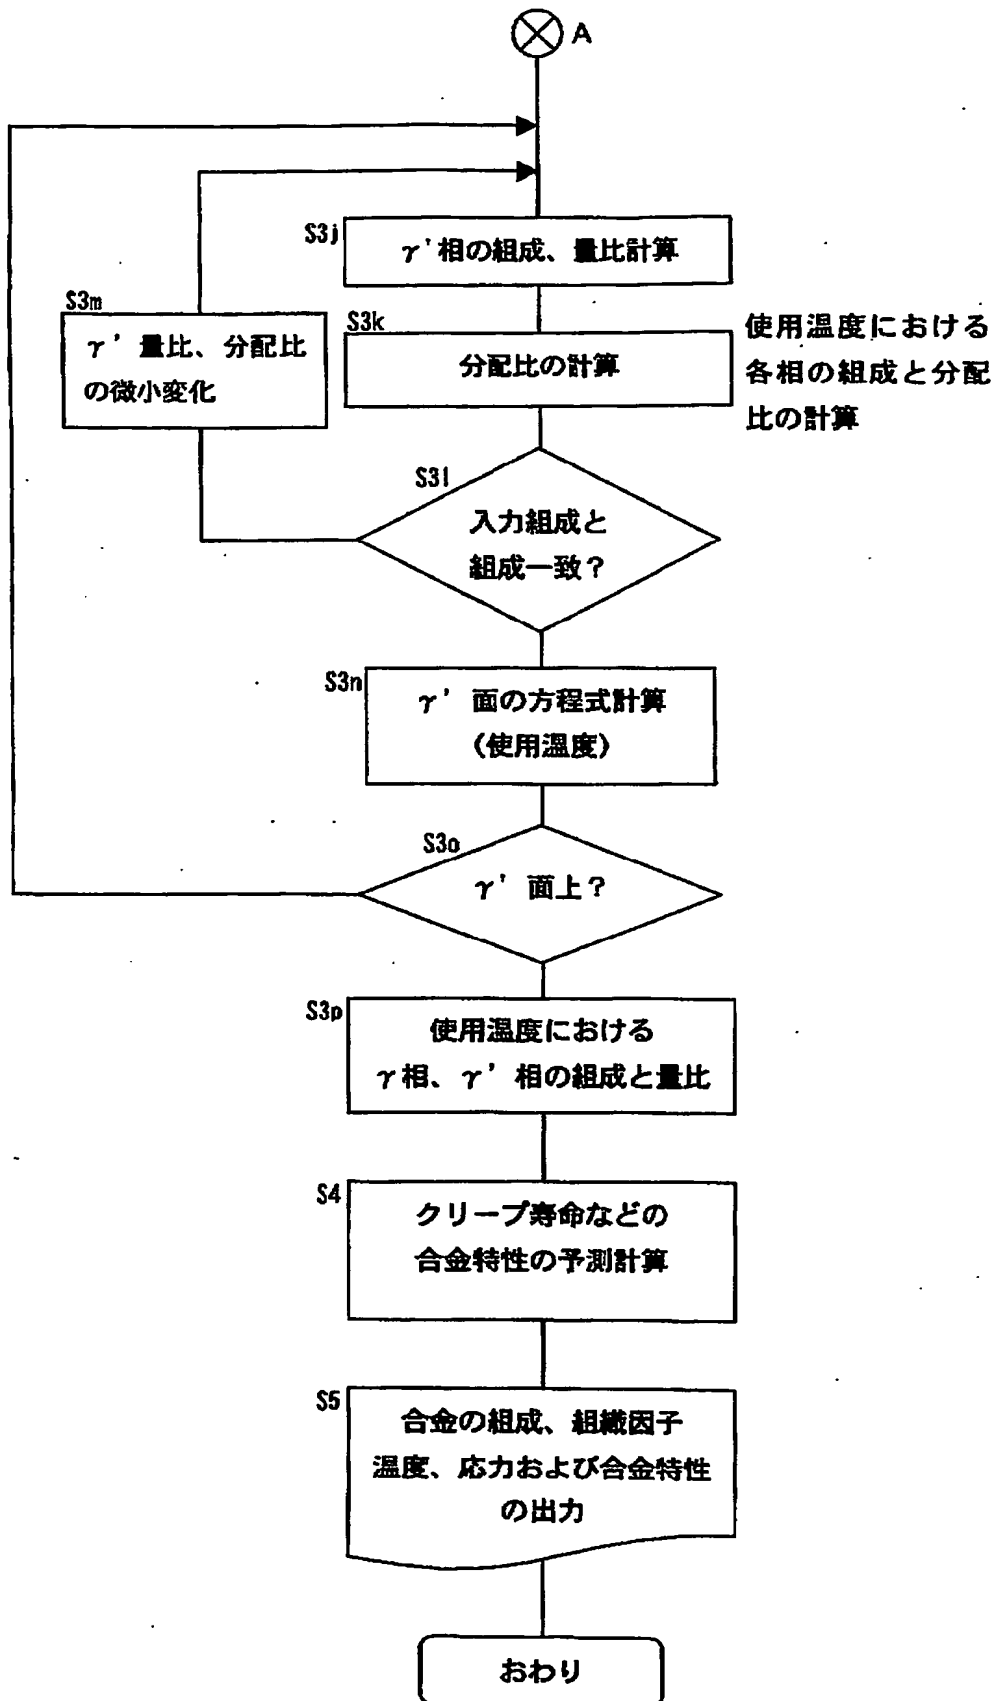 A
S3j
γ'相の組成、量比計算
S3m
γ' 量比、分配比
の微小変化
S3k
分配比の計算
使用温度における
各相の組成と分配
比の計算
S3l
入力組成と
組成一致？
S3n
γ' 面の方程式計算
(使用温度)
S3o
γ' 面上？
S3p
使用温度における
γ相、γ' 相の組成と量比
S4
クリープ寿命などの
合金特性の予測計算
S5
合金の組成、組織因子
温度、応力および合金特性
の出力
おわり